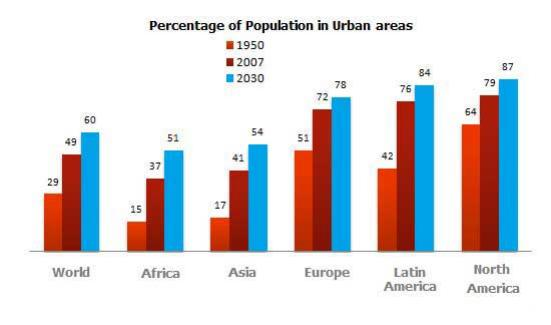 Percentage of Population in Urban areas
1950
2007
2030
29 49 60
15 37 51
17 41 54
51 72 78
42 76 84
64 79 87
World
Africa
Asia
Europe
Latin
America
North
America